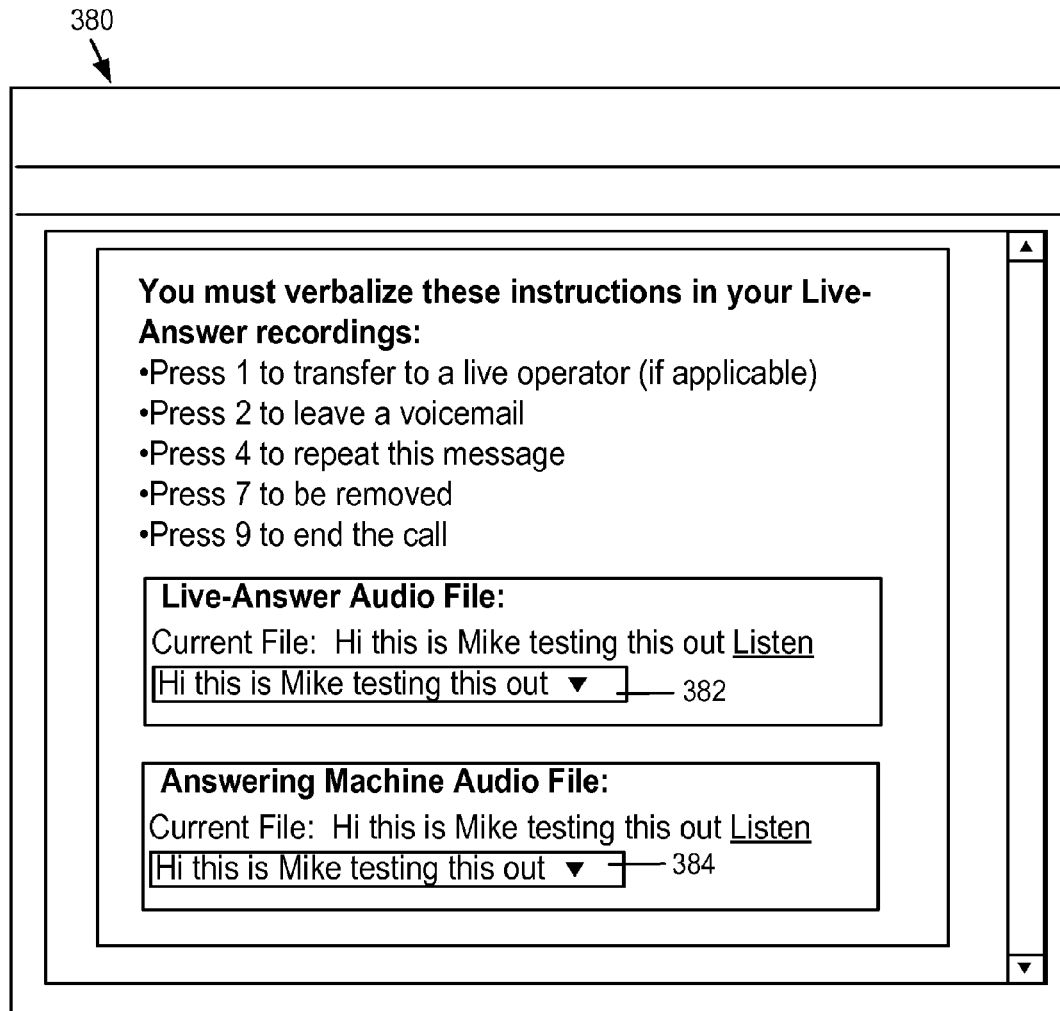 380
You must verbalize these instructions in your Live-
Answer recordings:
•Press 1 to transfer to a live operator (if applicable)
•Press 2 to leave a voicemail
•Press 4 to repeat this message
•Press 7 to be removed
•Press 9 to end the call
Live-Answer Audio File:
Current File: Hi this is Mike testing this out Listen
Hi this is Mike testing this out ▼ 382
Answering Machine Audio File:
Current File: Hi this is Mike testing this out Listen
Hi this is Mike testing this out ▼ 384